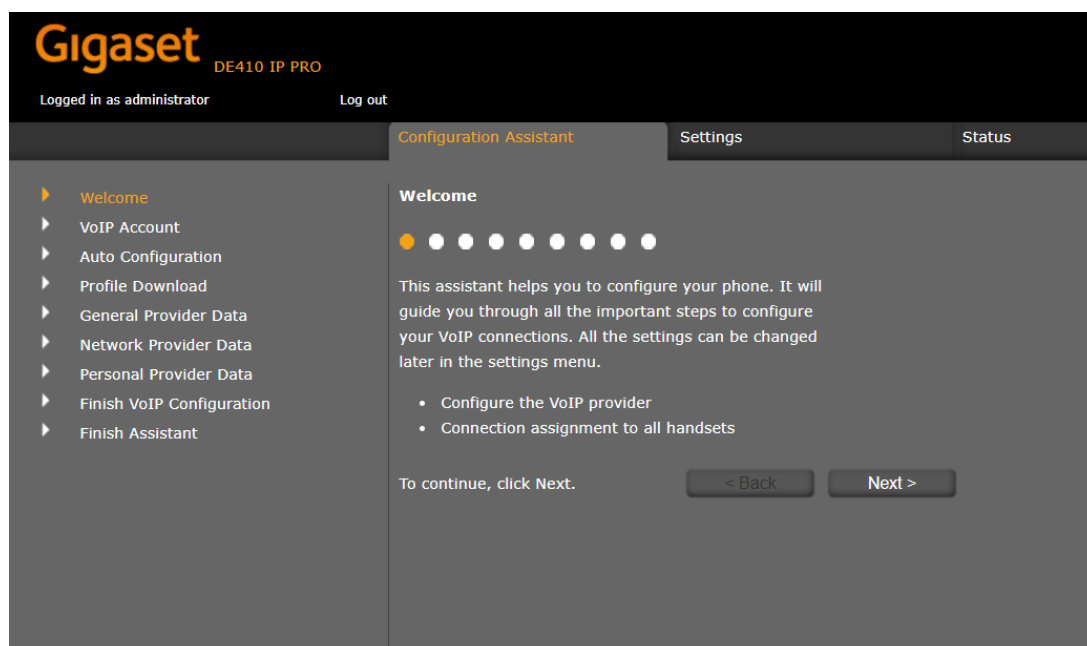 Gigaset DE410 IP PRO
Logged in as administrator Log out
Configuration Assistant Settings Status
Welcome
VoIP Account
Auto Configuration
Profile Download
General Provider Data
Network Provider Data
Personal Provider Data
Finish VoIP Configuration
Finish Assistant
Welcome
This assistant helps you to configure your phone. It will
guide you through all the important steps to configure
your VoIP connections. All the settings can be changed
later in the settings menu.
• Configure the VoIP provider
• Connection assignment to all handsets
To continue, click Next. < Back Next >